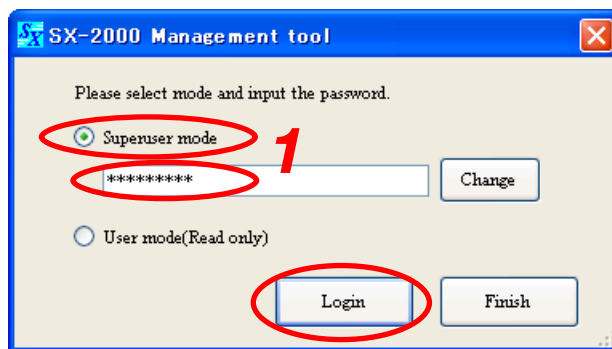 SX SX-2000 Management tool
Please select mode and input the password.
Superuser mode
1
********* Change
User mode(Read only)
Login Finish